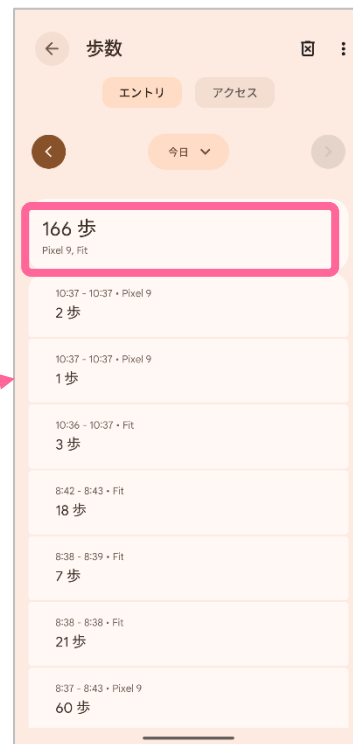 歩数
エントリ
アクセス
今日
166 歩
Pixel 9, Fit
10:37 - 10:37 • Pixel 9
2 歩
10:37 - 10:37 • Pixel 9
1 歩
10:36 - 10:37 • Fit
3 歩
8:42 - 8:43 • Fit
18 歩
8:38 - 8:39 • Fit
7 歩
8:38 - 8:38 • Fit
21 歩
8:37 - 8:43 • Pixel 9
60 歩